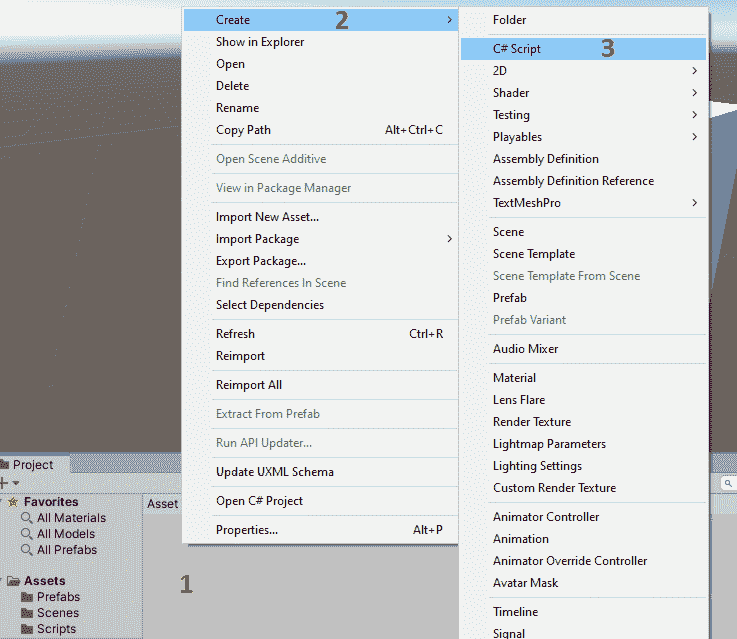 Create 2
Show in Explorer
Open
Delete
Rename
Copy Path Alt+Ctrl+C
Open Scene Additive
View in Package Manager
Import New Asset...
Import Package
Export Package...
Find References In Scene
Select Dependencies
Refresh Ctrl+R
Reimport
Reimport All
Extract From Prefab
Run API Updater...
Update UXML Schema
Open C# Project
Properties... Alt+P
Folder
C# Script 3
2D
Shader
Testing
Playables
Assembly Definition
Assembly Definition Reference
TextMeshPro
Scene
Scene Template
Scene Template From Scene
Prefab
Prefab Variant
Audio Mixer
Material
Lens Flare
Render Texture
Lightmap Parameters
Lighting Settings
Custom Render Texture
Animator Controller
Animation
Animator Override Controller
Avatar Mask
Timeline
Signal
Project
Favorites
All Materials
All Models
All Prefabs
Assets
Prefabs
Scenes
Scripts
Asset
1